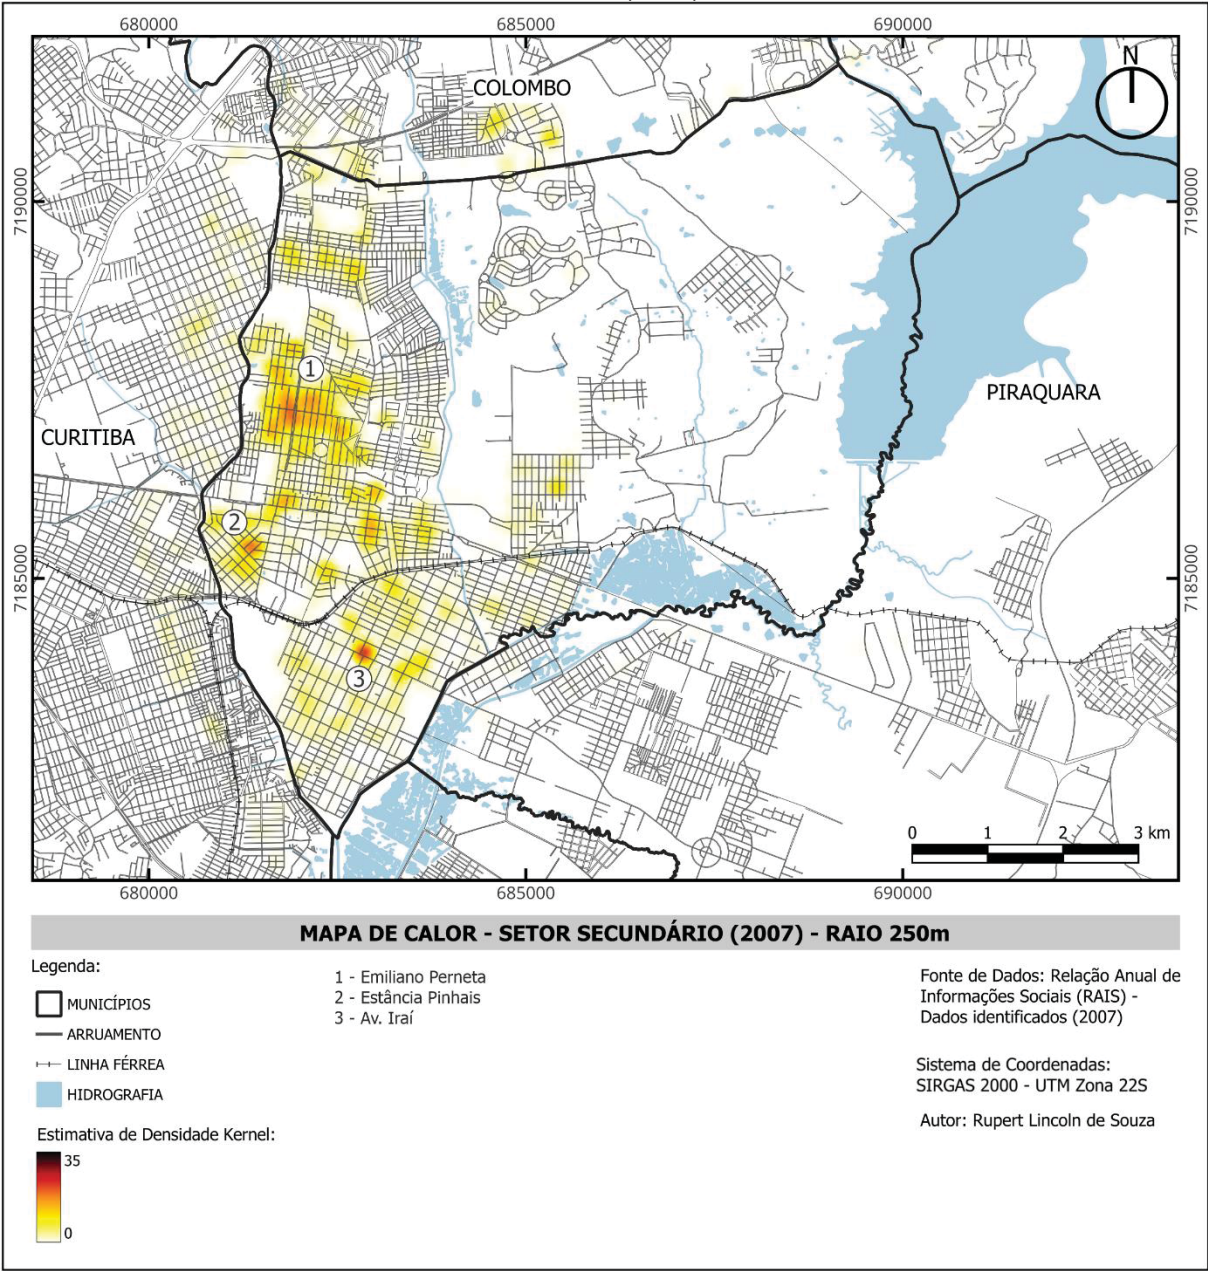 680000
685000
690000
N
COLOMBO
7190000
7190000
PIRAQUARA
1
CURITIBA
2
7185000
7185000
3
0 1 2 3 km
680000
685000
690000
MAPA DE CALOR - SETOR SECUNDÁRIO (2007) - RAIO 250m
Legenda:
MUNICÍPIOS
ARRUAMENTO
LINHA FÉRREA
HIDROGRAFIA
Estimativa de Densidade Kernel:
35
0
1 - Emiliano Perneta
2 - Estância Pinhais
3 - Av. Iraí
Fonte de Dados: Relação Anual de
Informações Sociais (RAIS) -
Dados identificados (2007)
Sistema de Coordenadas:
SIRGAS 2000 - UTM Zona 22S
Autor: Rupert Lincoln de Souza